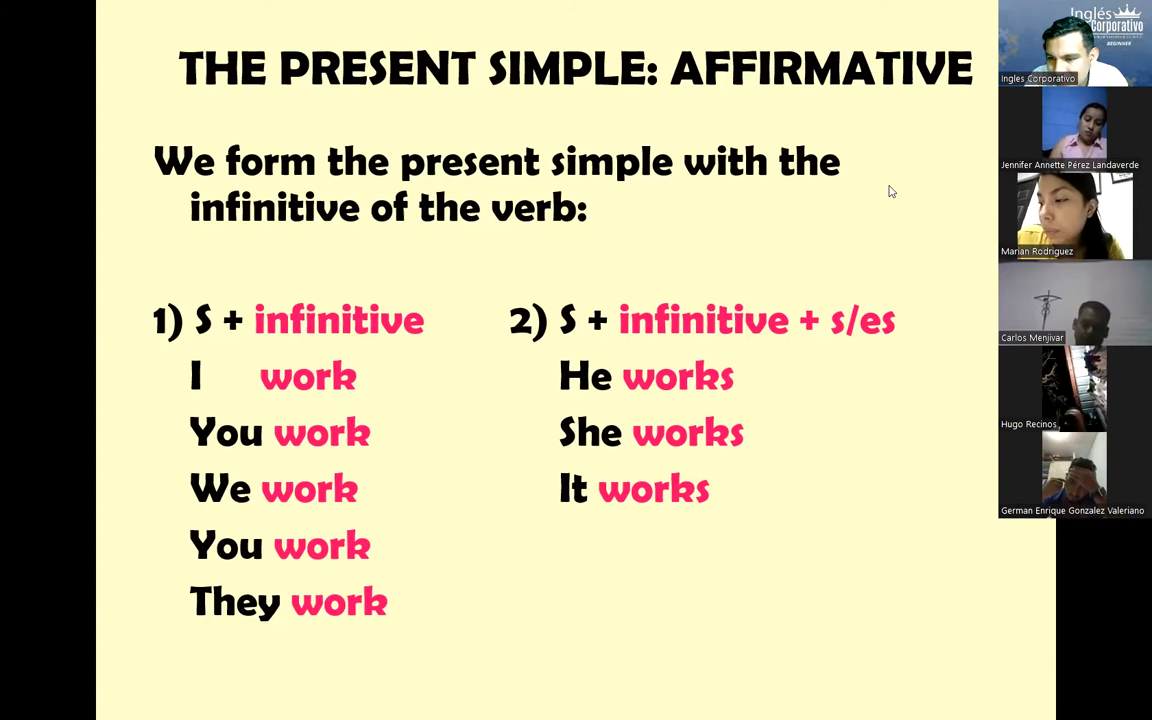 THE PRESENT SIMPLE: AFFIRMATIVE
We form the present simple with the
infinitive of the verb:
1) S + infinitive
I work
You work
We work
You work
They work
2) S + infinitive + s/es
He works
She works
It works
Inglés
Corporativo
BEGINNER
Ingles Corporativo
Jennifer Annette Pérez Landaverde
Marian Rodriguez
Carlos Menjivar
Hugo Recinos
German Enrique Gonzalez Valeriano